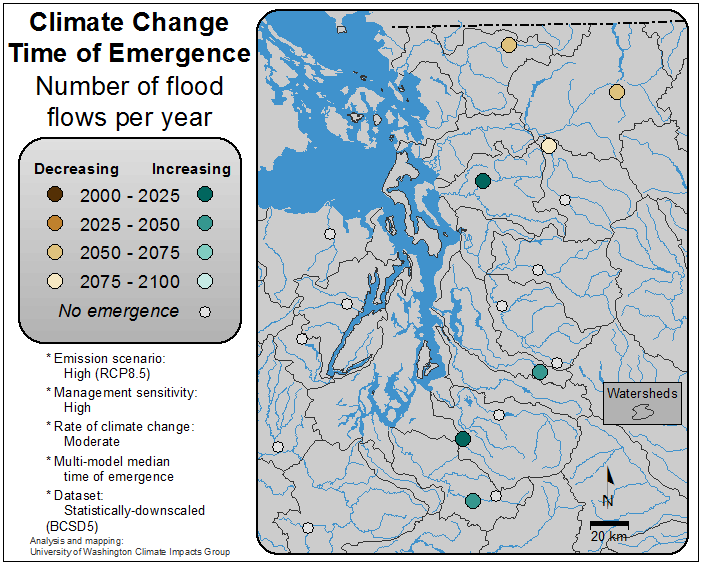 Climate Change
Time of Emergence
Number of flood
flows per year
Decreasing Increasing
2000 - 2025
2025 - 2050
2050 - 2075
2075 - 2100
No emergence
* Emission scenario:
High (RCP8.5)
* Management sensitivity:
High
* Rate of climate change:
Moderate
* Multi-model median
time of emergence
* Dataset:
Statistically-downscaled
(BCSD5)
Analysis and mapping:
University of Washington Climate Impacts Group
Watersheds
N
20 km